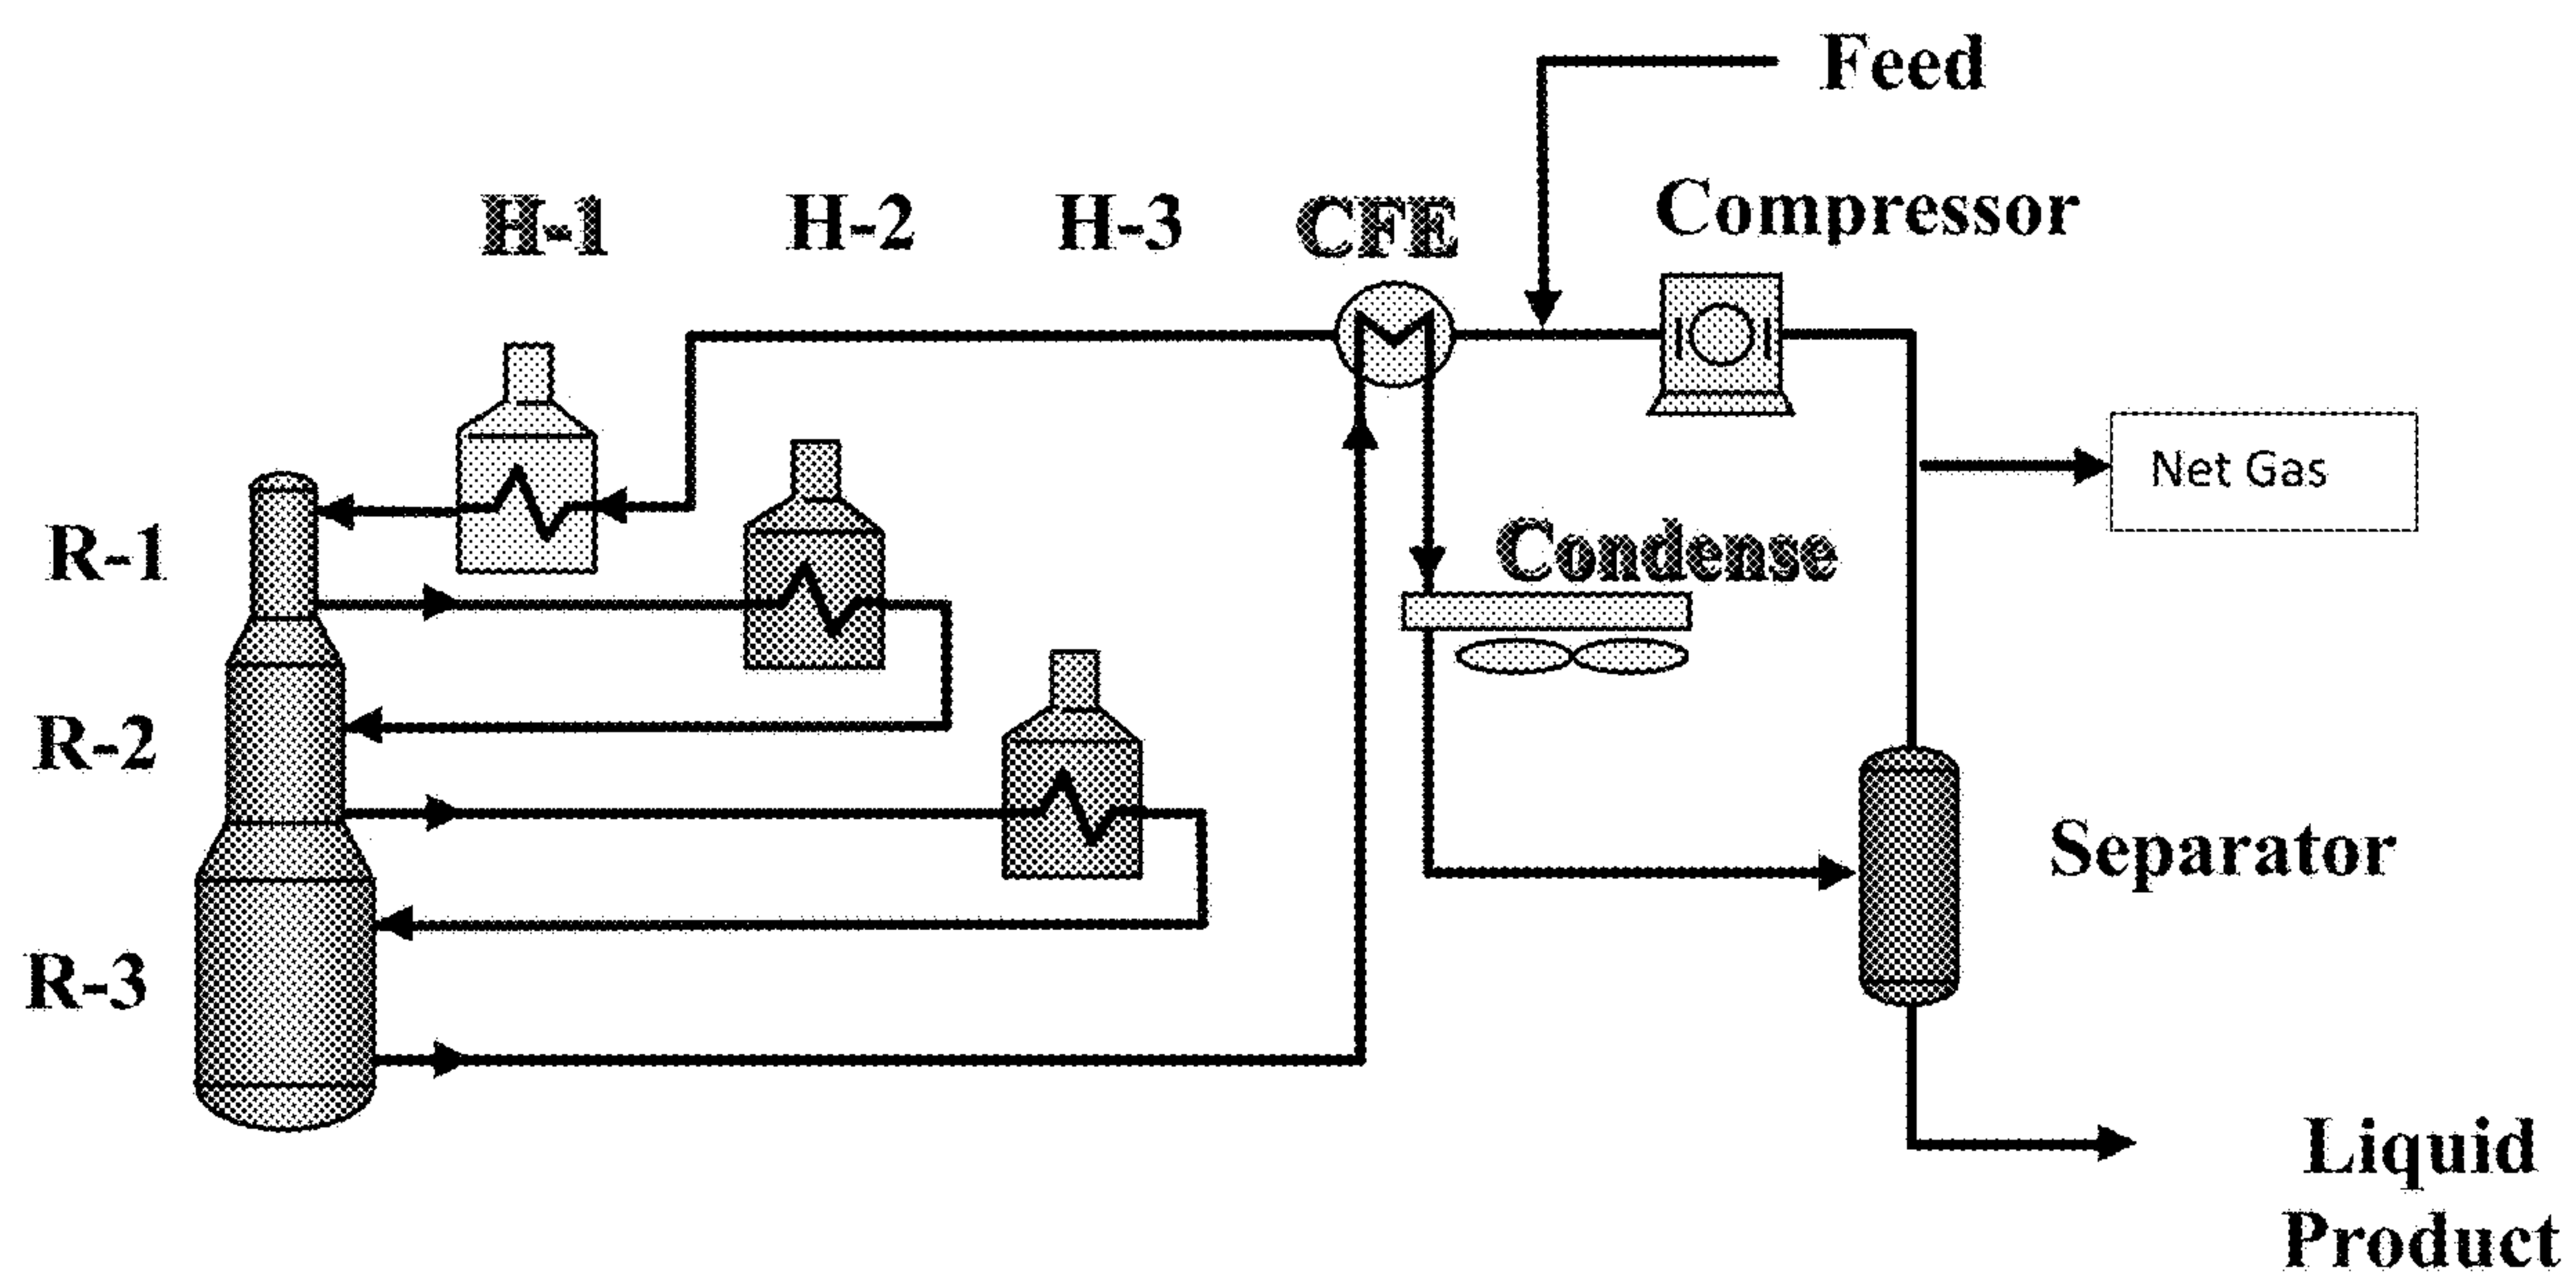 Feed
H-1
H-2
H-3
CFE
Compressor
Net Gas
R-1
Condense
R-2
Separator
R-3
Liquid
Product